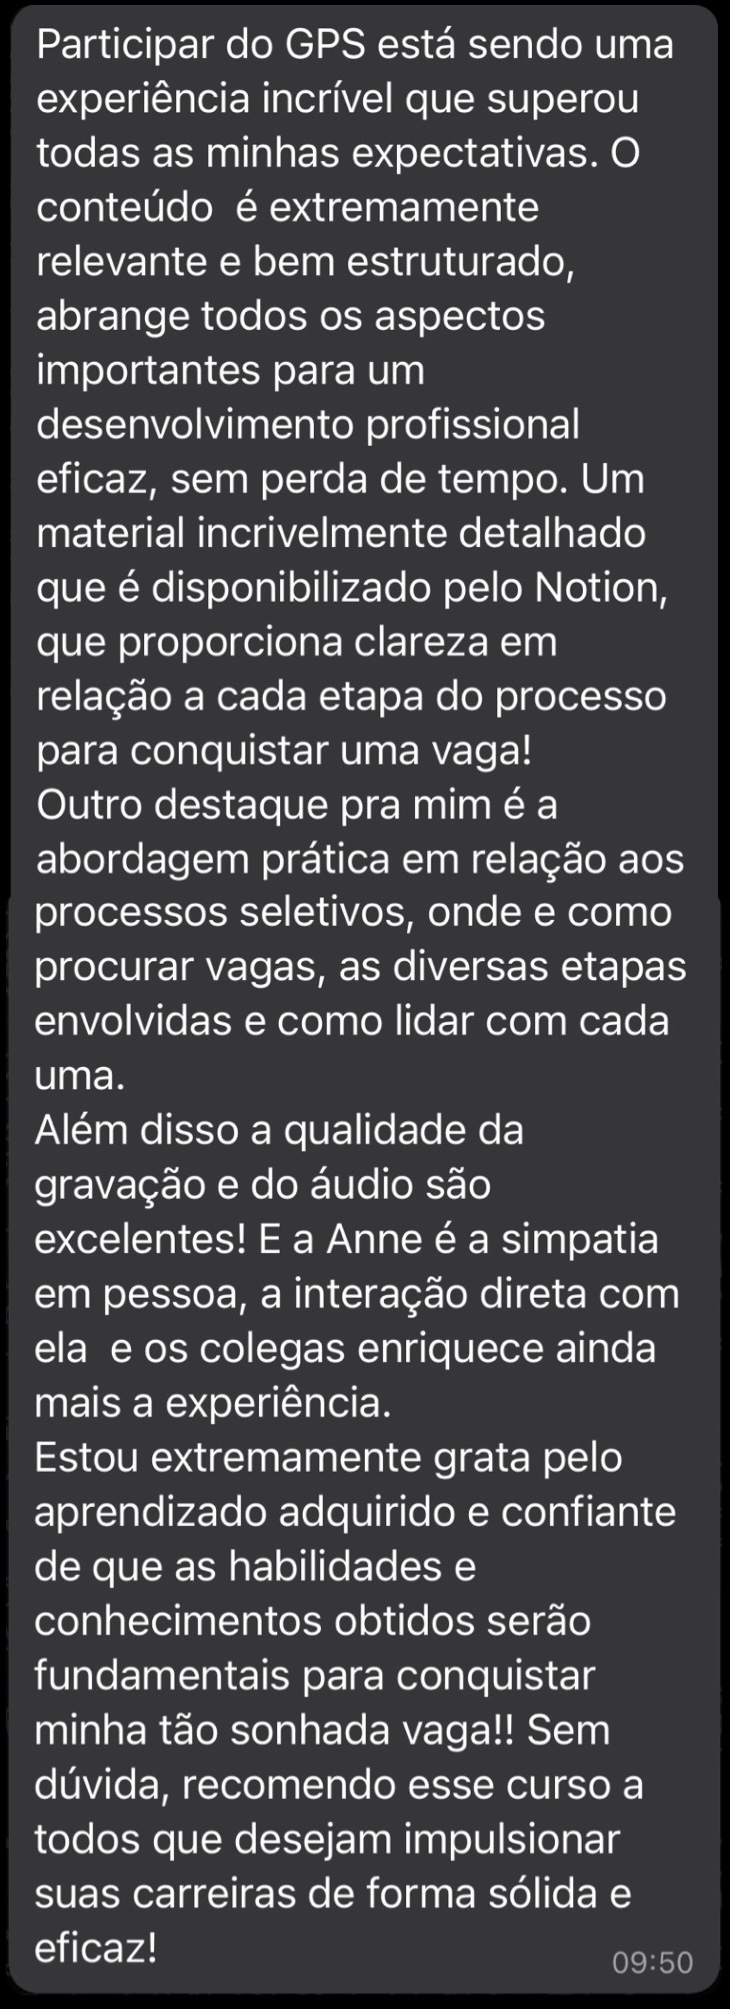 Participar do GPS está sendo uma
experiência incrível que superou
todas as minhas expectativas. O
conteúdo  é extremamente
relevante e bem estruturado,
abrange todos os aspectos
importantes para um
desenvolvimento profissional
eficaz, sem perda de tempo. Um
material incrivelmente detalhado
que é disponibilizado pelo Notion,
que proporciona clareza em
relação a cada etapa do processo
para conquistar uma vaga!
Outro destaque pra mim é a
abordagem prática em relação aos
processos seletivos, onde e como
procurar vagas, as diversas etapas
envolvidas e como lidar com cada
uma.
Além disso a qualidade da
gravação e do áudio são
excelentes! E a Anne é a simpatia
em pessoa, a interação direta com
ela  e os colegas enriquece ainda
mais a experiência.
Estou extremamente grata pelo
aprendizado adquirido e confiante
de que as habilidades e
conhecimentos obtidos serão
fundamentais para conquistar
minha tão sonhada vaga!! Sem
dúvida, recomendo esse curso a
todos que desejam impulsionar
suas carreiras de forma sólida e
eficaz!
09:50